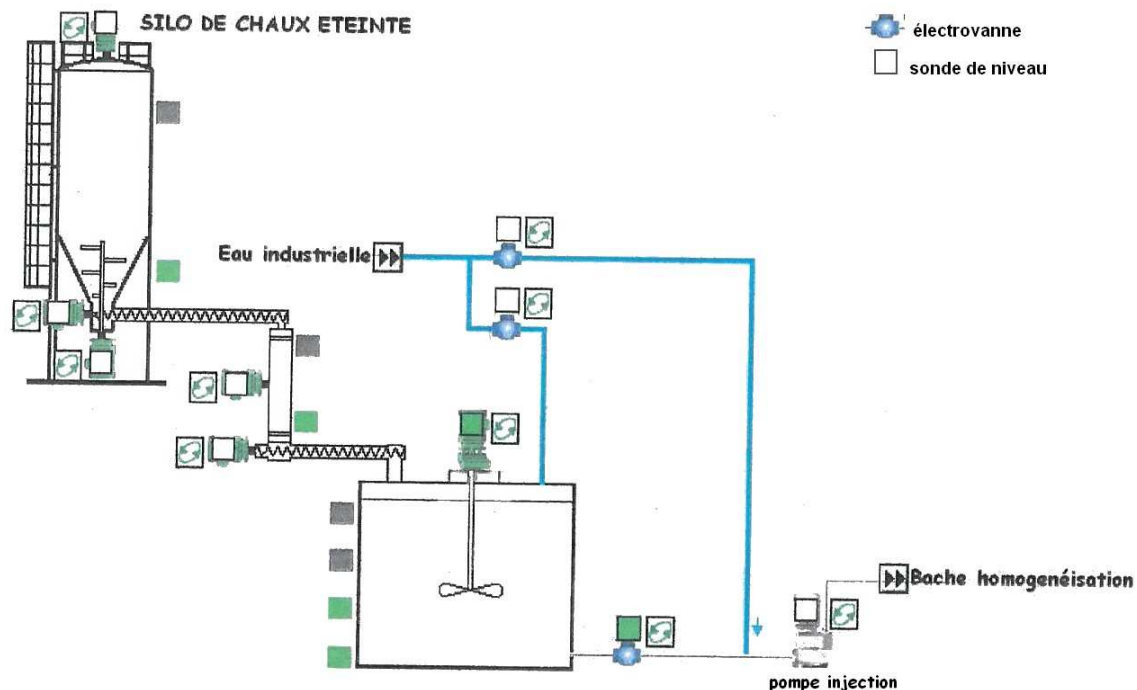 SILO DE CHAUX ETEINTE
électrovanne
sonde de niveau
Eau industrielle
Bache homogenéisation
pompe injection